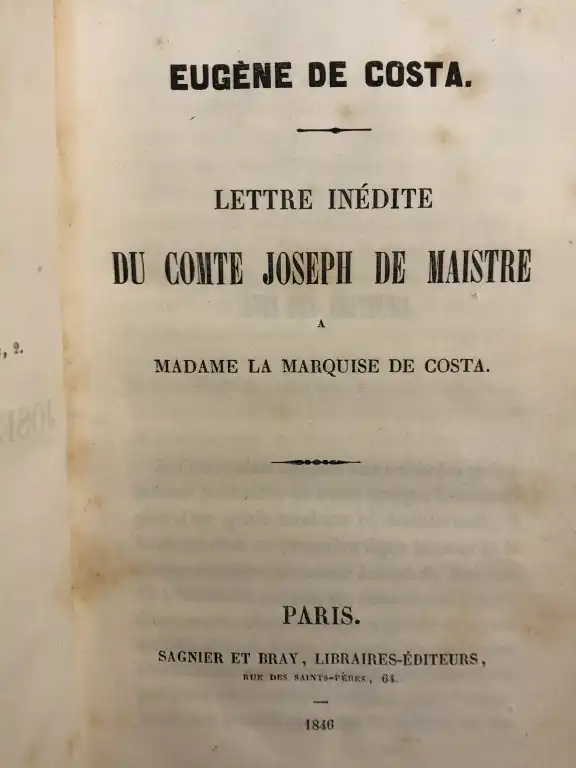 EUGÈNE DE COSTA.
LETTRE INÉDITE
DU COMTE JOSEPH DE MAISTRE
A
MADAME LA MARQUISE DE COSTA.
, 2.
PARIS.
SAGNIER ET BRAY, LIBRAIRES-ÉDITEURS,
RUE DES SAINTS-PÈRES, 64.
1846